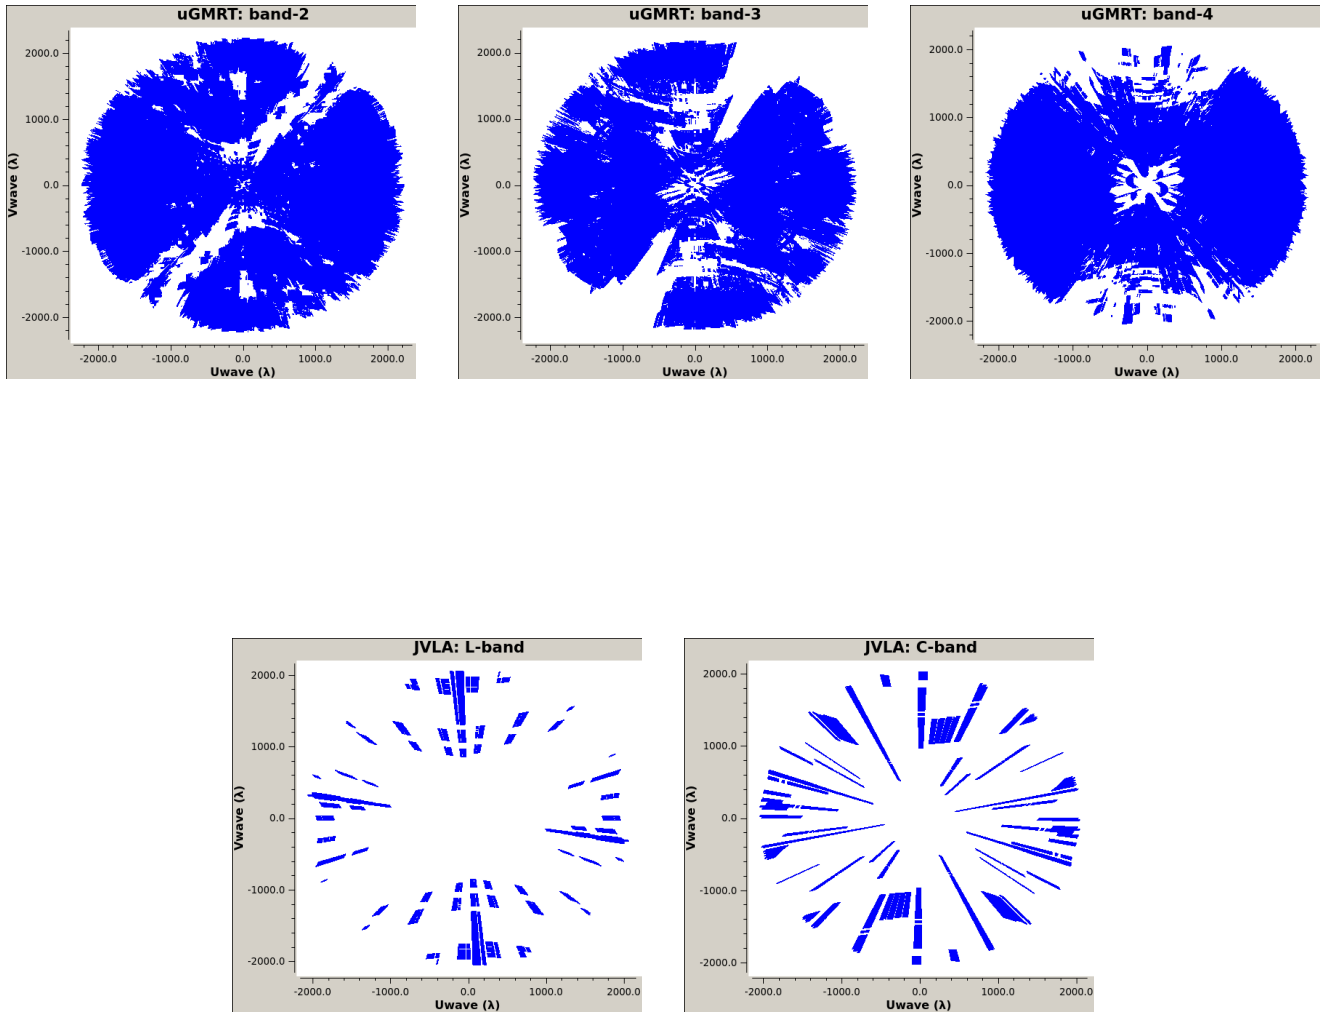 uGMRT: band-2
2000.0
1000.0
0.0
-1000.0
-2000.0
Vwave (λ)
-2000.0 -1000.0 0.0 1000.0 2000.0
Uwave (λ)
uGMRT: band-3
2000.0
1000.0
0.0
-1000.0
-2000.0
Vwave (λ)
-2000.0 -1000.0 0.0 1000.0 2000.0
Uwave (λ)
uGMRT: band-4
2000.0
1000.0
0.0
-1000.0
-2000.0
Vwave (λ)
-2000.0 -1000.0 0.0 1000.0 2000.0
Uwave (λ)
JVLA: L-band
2000.0
1000.0
0.0
-1000.0
-2000.0
Vwave (λ)
-2000.0 -1000.0 0.0 1000.0 2000.0
Uwave (λ)
JVLA: C-band
2000.0
1000.0
0.0
-1000.0
-2000.0
Vwave (λ)
-2000.0 -1000.0 0.0 1000.0 2000.0
Uwave (λ)